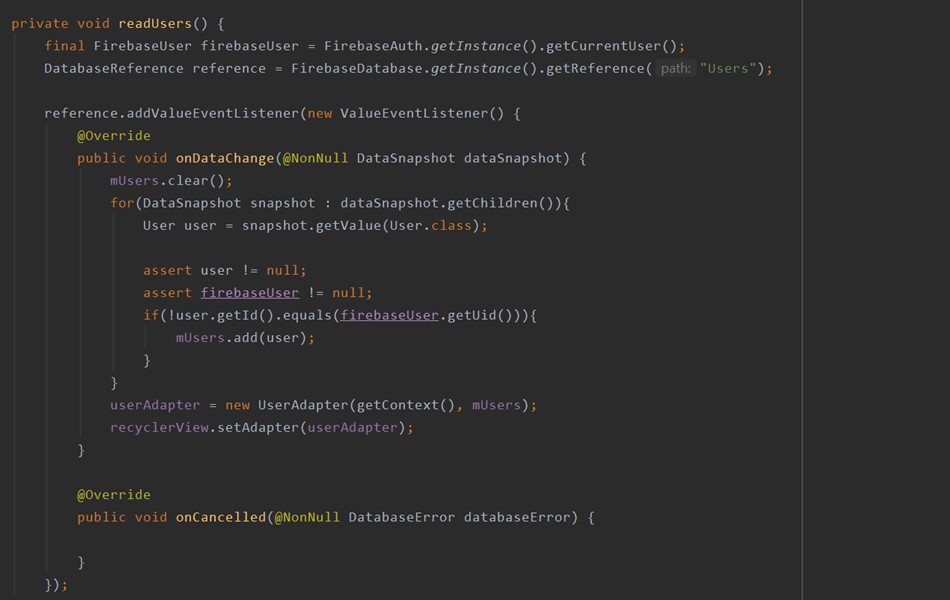 private void readUsers() {
final FirebaseUser firebaseUser = FirebaseAuth.getInstance().getCurrentUser();
DatabaseReference reference = FirebaseDatabase.getInstance().getReference( path: "Users");
reference.addValueEventListener(new ValueEventListener() {
@Override
public void onDataChange(@NonNull DataSnapshot dataSnapshot) {
mUsers.clear();
for(DataSnapshot snapshot : dataSnapshot.getChildren()){
User user = snapshot.getValue(User.class);
assert user != null;
assert firebaseUser != null;
if(!user.getId().equals(firebaseUser.getUid())){
mUsers.add(user);
}
}
userAdapter = new UserAdapter(getContext(), mUsers);
recyclerView.setAdapter(userAdapter);
}
@Override
public void onCancelled(@NonNull DatabaseError databaseError) {
}
});